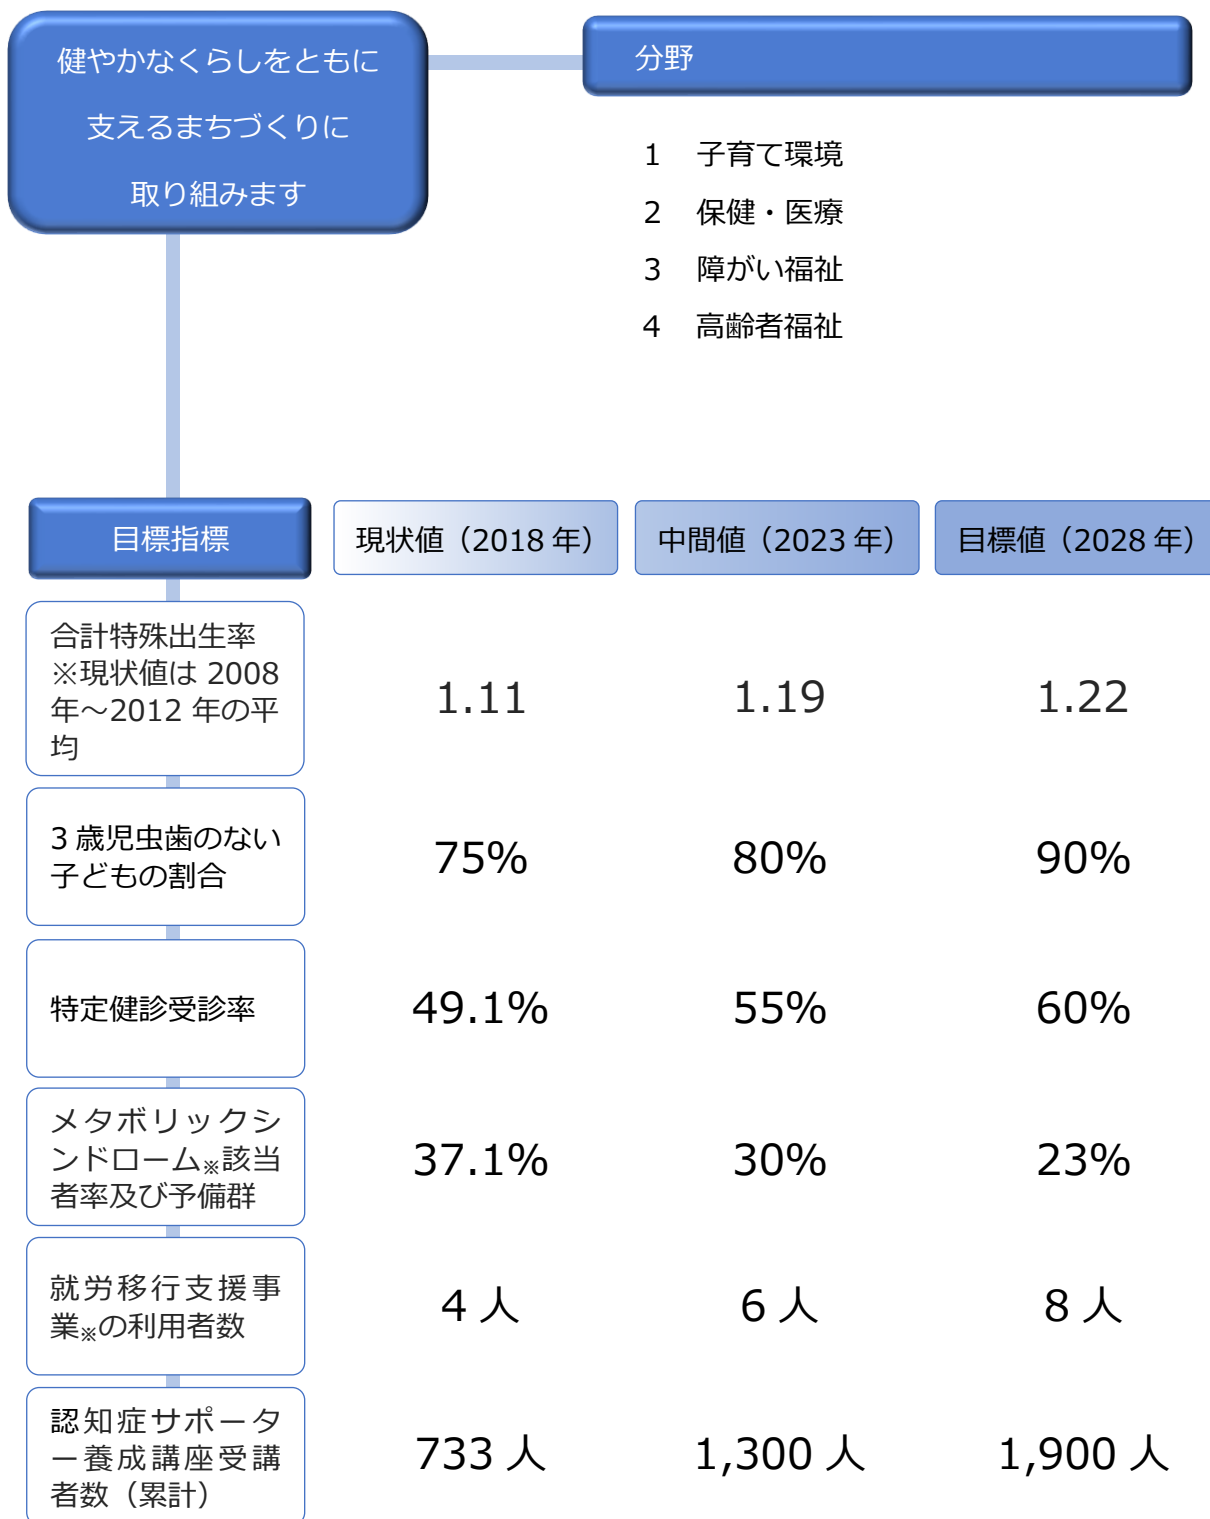 健やかなくらしをともに
支えるまちづくりに
取り組みます
分野
1 子育て環境
2 保健・医療
3 障がい福祉
4 高齢者福祉
目標指標 現状値（2018 年） 中間値（2023 年） 目標値（2028 年）
合計特殊出生率
※現状値は 2008
年～2012 年の平
均
1.11 1.19 1.22
3 歳児虫歯のない
子どもの割合
75% 80% 90%
特定健診受診率 49.1% 55% 60%
メタボリックシ
ンドローム※該当
者率及び予備群
37.1% 30% 23%
就労移行支援事
業※の利用者数
4 人 6 人 8 人
認知症サポータ
ー養成講座受講
者数（累計）
733 人 1,300 人 1,900 人